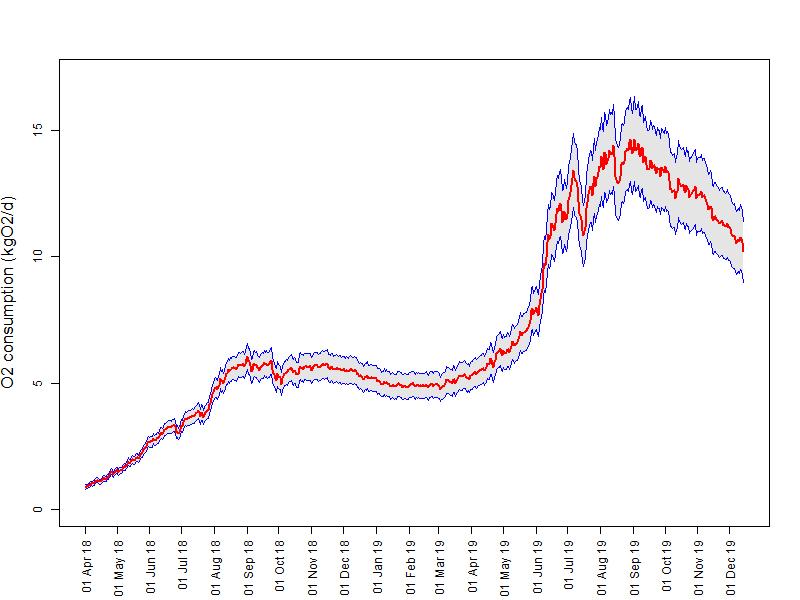 O2 consumption (kgO2/d)
15
10
5
0
01 Apr 18
01 May 18
01 Jun 18
01 Jul 18
01 Aug 18
01 Sep 18
01 Oct 18
01 Nov 18
01 Dec 18
01 Jan 19
01 Feb 19
01 Mar 19
01 Apr 19
01 May 19
01 Jun 19
01 Jul 19
01 Aug 19
01 Sep 19
01 Oct 19
01 Nov 19
01 Dec 19